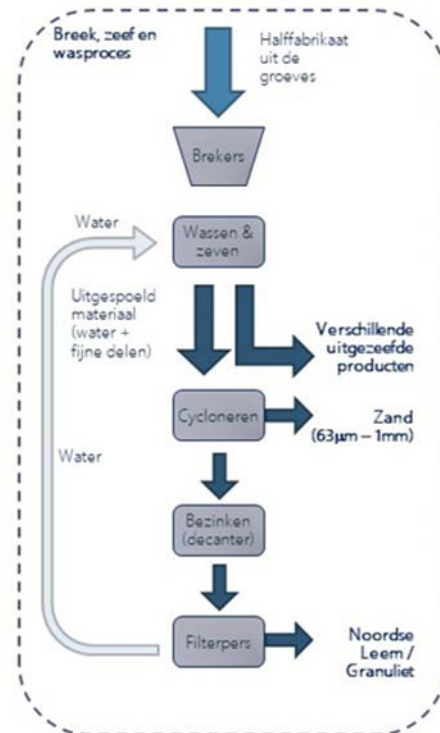 Breek, zeef en
wasproces
Halffabrikaat
uit de
groeves
Brekers
Water
Wassen &
zeven
Uitgespoeld
materiaal
(water +
fijne delen)
Verschillende
uitgezeefde
producten
Cycloneren
Zand
(63µm – 1mm)
Water
Bezinken
(decanter)
Filterpers
Noordse
Leem /
Granuliet